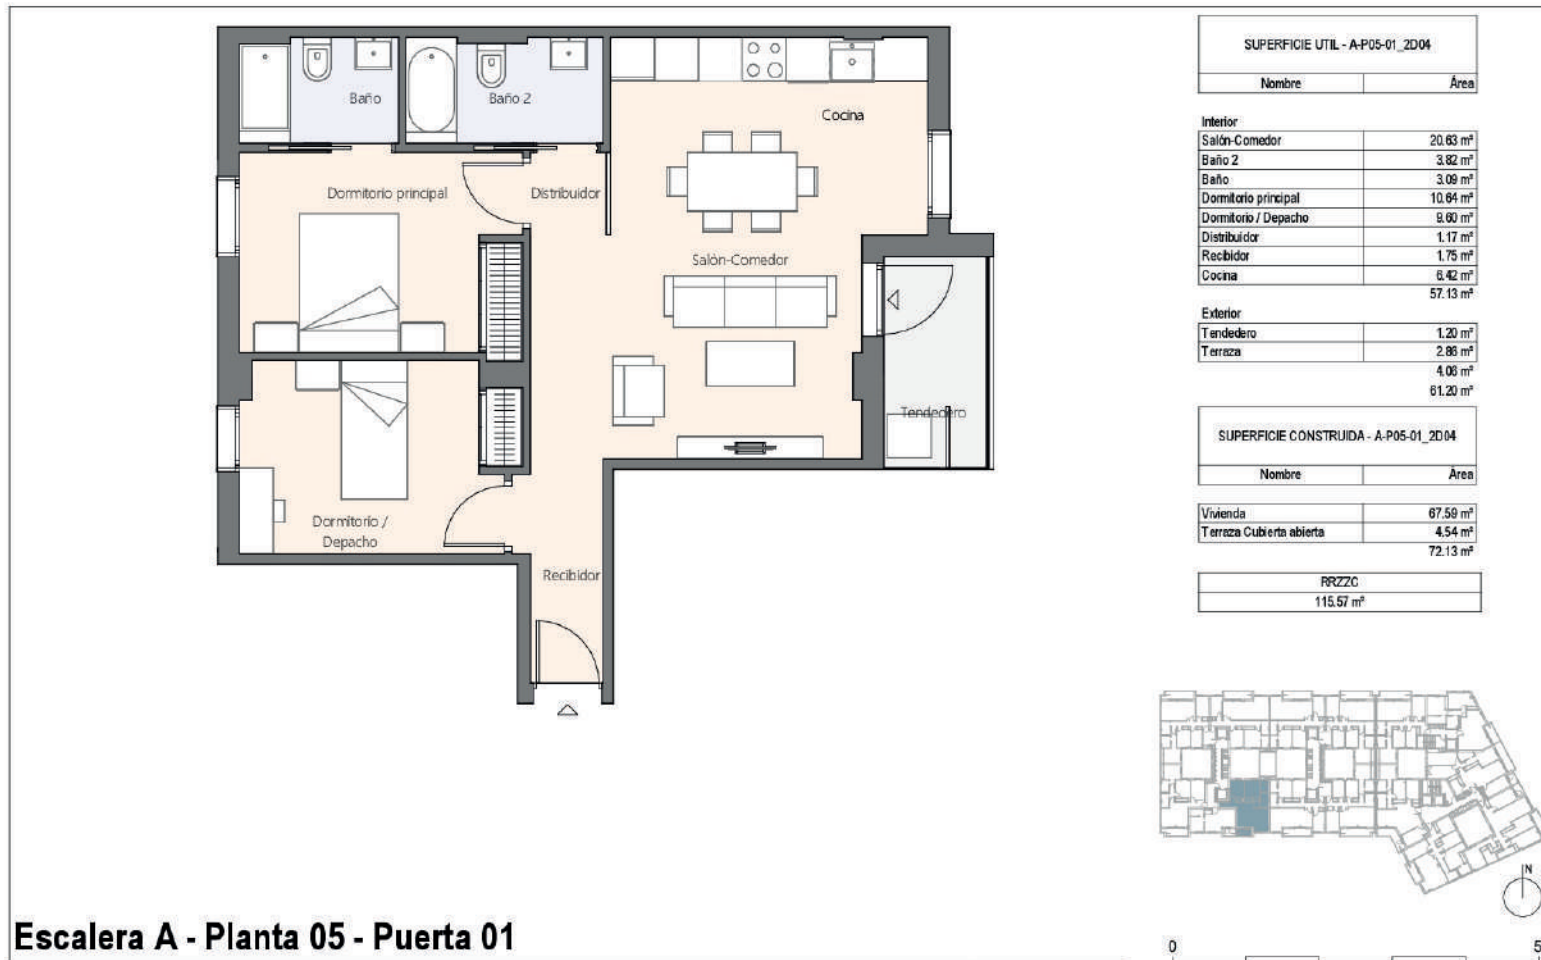 Baño
Baño 2
Cocina
Dormitorio principal
Distribuidor
Salón-Comedor
Tendedero
Dormitorio /
Depacho
Recibidor
SUPERFICIE UTIL - A-P05-01_2D04
Nombre Área
Interior
Salón-Comedor 20.63 m²
Baño 2 3.82 m²
Baño 3.09 m²
Dormitorio principal 10.64 m²
Dormitorio / Depacho 9.60 m²
Distribuidor 1.17 m²
Recibidor 1.75 m²
Cocina 6.42 m²
57.13 m²
Exterior
Tendedero 1.20 m²
Terraza 2.86 m²
4.06 m²
61.20 m²
SUPERFICIE CONSTRUIDA - A-P05-01_2D04
Nombre Área
Vivienda 67.59 m²
Terraza Cubierta abierta 4.54 m²
72.13 m²
RRZZC
115.57 m²
N
0 5
Escalera A - Planta 05 - Puerta 01